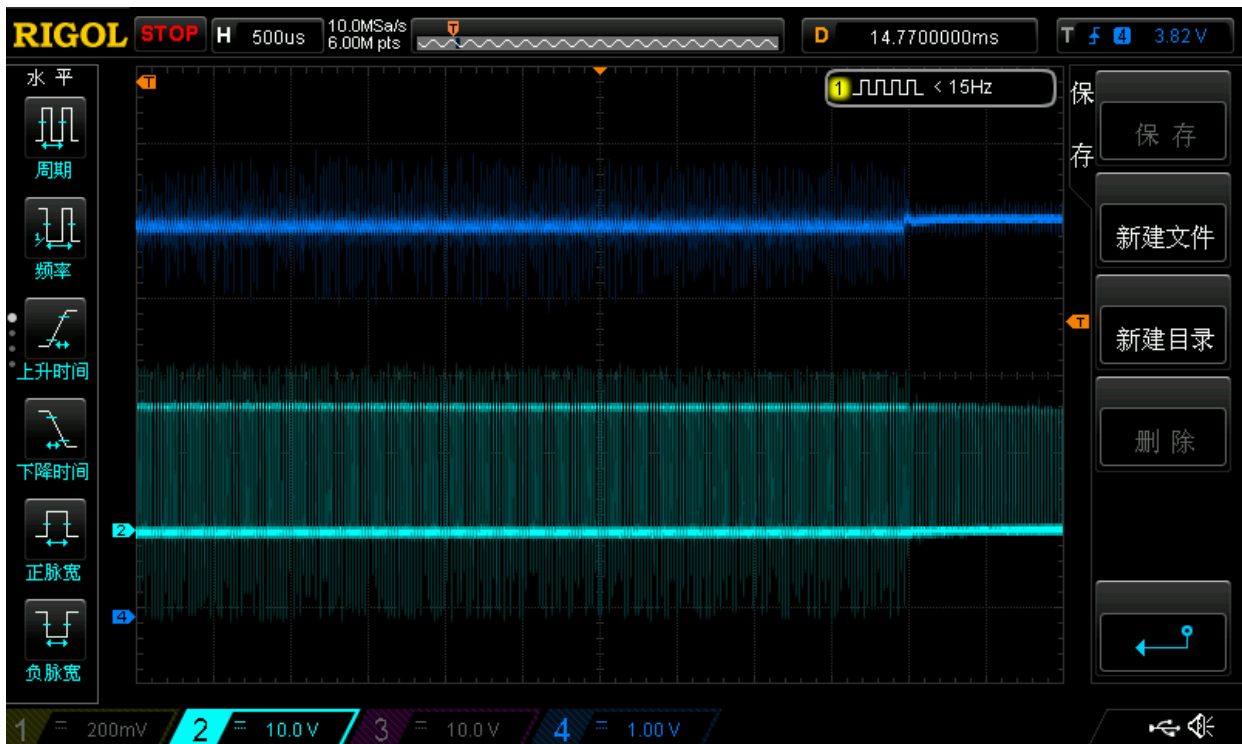 RIGOL STOP H 500us 10.0MSa/s 6.00M pts T D 14.7700000ms T 4 3.82 V
水 平
周期
频率
上升时间
下降时间
正脉宽
负脉宽
T
1 < 15Hz
T
2
4
保存
保 存
新建文件
新建目录
删 除
1 200mV 2 10.0 V 3 10.0 V 4 1.00 V